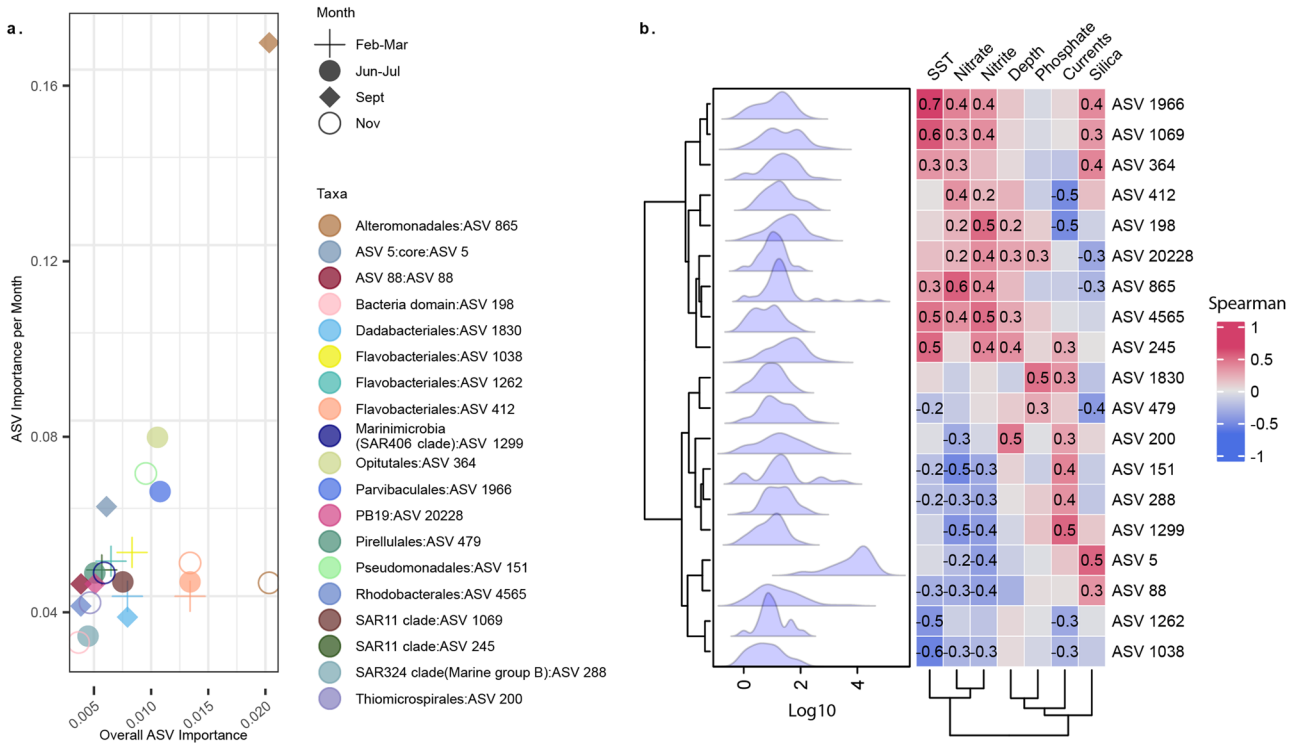 a.
ASV Importance per Month
0.16
0.12
0.08
0.04
0.005
0.010
0.015
0.020
Overall ASV Importance
Month
Feb-Mar
Jun-Jul
Sept
Nov
Taxa
Alteromonadales:ASV 865
ASV 5:core:ASV 5
ASV 88:ASV 88
Bacteria domain:ASV 198
Dadabacteriales:ASV 1830
Flavobacteriales:ASV 1038
Flavobacteriales:ASV 1262
Flavobacteriales:ASV 412
Marinimicrobia
(SAR406 clade):ASV 1299
Opitutales:ASV 364
Parvibaculales:ASV 1966
PB19:ASV 20228
Pirellulales:ASV 479
Pseudomonadales:ASV 151
Rhodobacterales:ASV 4565
SAR11 clade:ASV 1069
SAR11 clade:ASV 245
SAR324 clade(Marine group B):ASV 288
Thiomicrospirales:ASV 200
b.
SST Nitrate Nitrite Depth Phosphate Currents Silica
0.7 0.4 0.4 0.4 ASV 1966
0.6 0.3 0.4 0.3 ASV 1069
0.3 0.3 0.4 ASV 364
0.4 0.2 -0.5 ASV 412
0.2 0.5 0.2 -0.5 ASV 198
0.2 0.4 0.3 0.3 -0.3 ASV 20228
0.3 0.6 0.4 -0.3 ASV 865
0.5 0.4 0.5 0.3 ASV 4565
0.5 0.4 0.4 0.3 ASV 245
0.5 0.3 ASV 1830
-0.2 0.3 -0.4 ASV 479
-0.3 0.5 0.3 ASV 200
-0.2 -0.5 -0.3 0.4 ASV 151
-0.2 -0.3 -0.3 0.4 ASV 288
-0.5 -0.4 0.5 ASV 1299
-0.2 -0.4 0.5 ASV 5
-0.3 -0.3 -0.4 0.3 ASV 88
-0.5 -0.3 ASV 1262
-0.6 -0.3 -0.3 -0.3 ASV 1038
0 2 4
Log10
Spearman
1
0.5
0
-0.5
-1